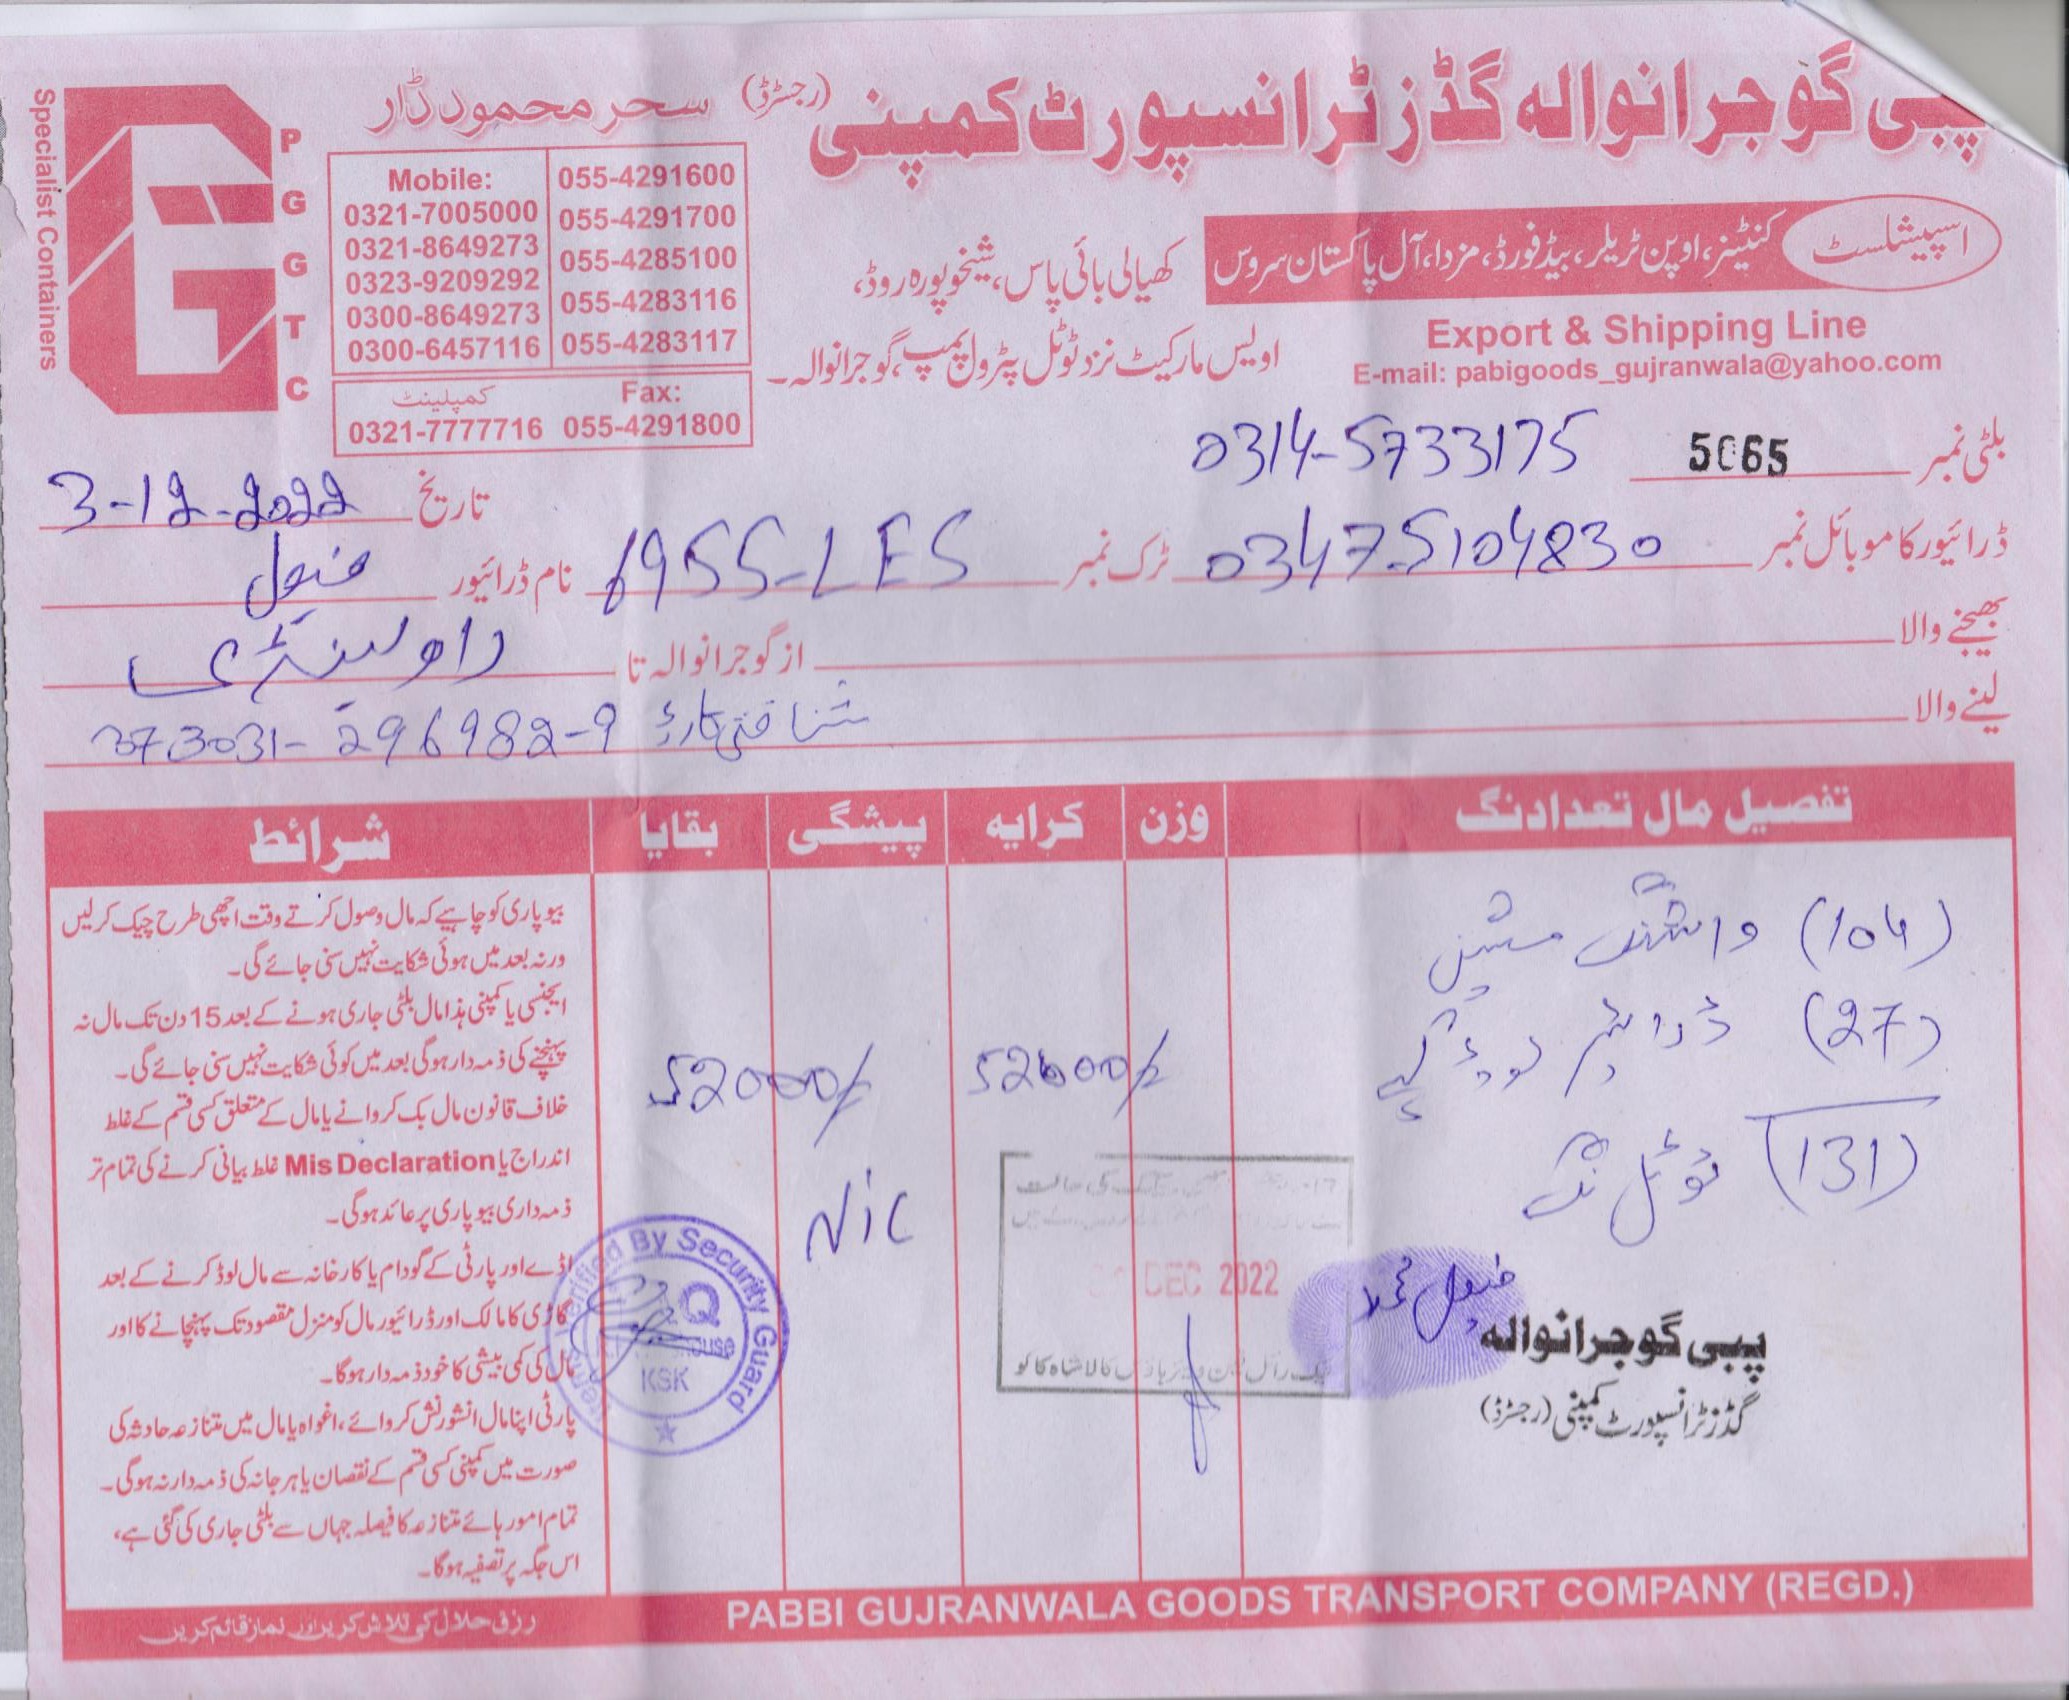 پبی گوجرانوالہ گڈز ٹرانسپورٹ کمپنی (رجسٹرڈ)
سحر محمود ڈار
P G G T C
Specialist Containers
Mobile:
0321-7005000
0321-8649273
0323-9209292
0300-8649273
0300-6457116
055-4291600
055-4291700
055-4285100
055-4283116
055-4283117
کمپلینٹ
0321-7777716
Fax:
055-4291800
اسپیشلسٹ
کنٹینر، اوپن ٹریلر، بیڈفورڈ، مزدا، آل پاکستان سروس
کھیالی بائی پاس، شیخوپورہ روڈ،
اویس مارکیٹ نزد ٹوٹل پٹرول پمپ، گوجرانوالہ۔
Export & Shipping Line
E-mail: pabigoods_gujranwala@yahoo.com
بلٹی نمبر 5665 0314-5733175
تاریخ 3-12-2022
ڈرائیور کا موبائل نمبر 0347-5104830 ٹرک نمبر 6955-LES نام ڈرائیور
بھیجنے والا از گوجرانوالہ تا راولپنڈی
لینے والا شناختی کارڈ 373031-296982-9
تفصیل مال تعداد نگ وزن کرایہ پیشگی بقایا شرائط
(104) واشنگ مشین
(27) ڈرائیر
(131) ٹوٹل نگ
52000/-
52000/-
Nil
بیوپاری کو چاہیے کہ مال وصول کرتے وقت اچھی طرح چیک کر لیں
ورنہ بعد میں ہوئی شکایت نہیں سنی جائے گی۔
ایجنسی یا کمپنی ہذا مال بلٹی جاری ہونے کے بعد 15 دن تک مال نہ
پہنچنے کی ذمہ دار ہوگی بعد میں کوئی شکایت نہیں سنی جائے گی۔
خلاف قانون مال بک کروانے یا مال کے متعلق کسی قسم کے غلط
اندراج یا Mis Declaration غلط بیانی کرنے کی تمام تر
ذمہ داری بیوپاری پر عائد ہوگی۔
اڈے اور پارٹی کے گودام یا کارخانہ سے مال لوڈ کرنے کے بعد
گاڑی کا مالک اور ڈرائیور مال کو منزل مقصود تک پہنچانے کا اور
مال کی کمی بیشی کا خود ذمہ دار ہوگا۔
پارٹی اپنا مال انشورنش کروائے، اغواہ یا مال میں متنازعہ حادثہ کی
صورت میں کمپنی کسی قسم کے نقصان یا ہرجانہ کی ذمہ دار نہ ہوگی۔
تمام امور ہائے متنازعہ کا فیصلہ جہاں سے بلٹی جاری کی گئی ہے،
اس جگہ پر تصفیہ ہوگا۔
Verified By Security Guard
KSK
DEC 2022
پبی گوجرانوالہ
گڈز ٹرانسپورٹ کمپنی (رجسٹرڈ)
رزق حلال کی تلاش کریں اور نماز قائم کریں
PABBI GUJRANWALA GOODS TRANSPORT COMPANY (REGD.)